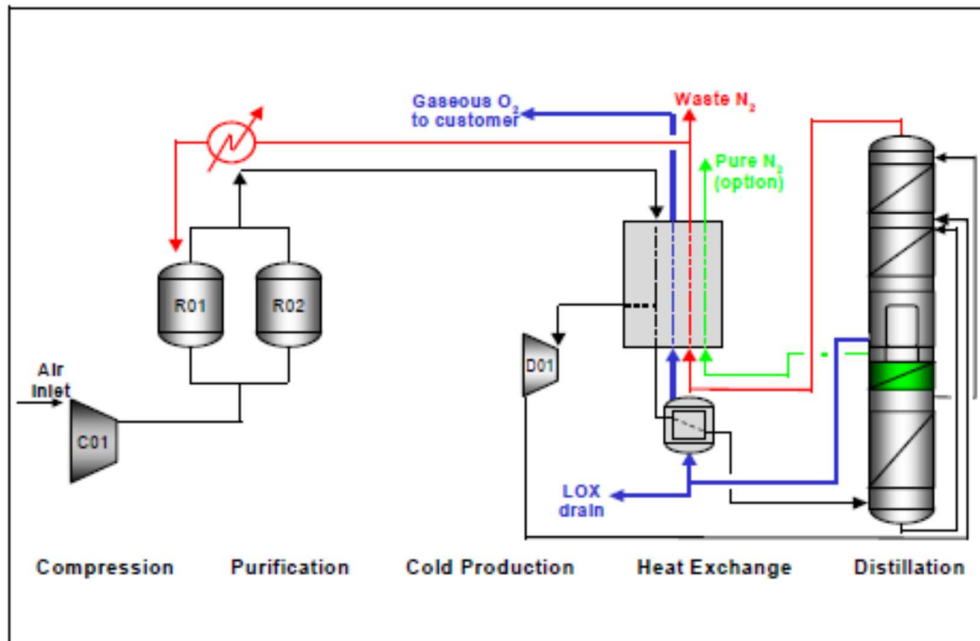 Gaseous O₂
to customer
Waste N₂
Pure N₂
(option)
R01
R02
Air
Inlet
C01
D01
LOX
drain
Compression
Purification
Cold Production
Heat Exchange
Distillation